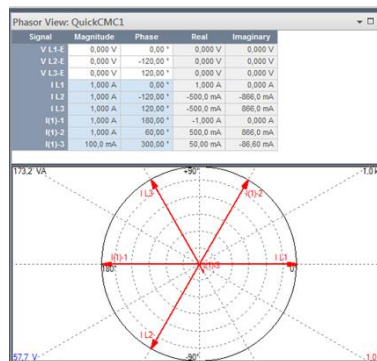 Phasor View: QuickCMC1
Signal Magnitude Phase Real Imaginary
V L1-E 0,000 V 0,00 ° 0,000 V 0,000 V
V L2-E 0,000 V -120,00 ° 0,000 V 0,000 V
V L3-E 0,000 V 120,00 ° 0,000 V 0,000 V
I L1 1,000 A 0,00 ° 1,000 A 0,000 A
I L2 1,000 A -120,00 ° -500,0 mA -866,0 mA
I L3 1,000 A 120,00 ° -500,0 mA 866,0 mA
I(1)-1 1,000 A 180,00 ° -1,000 A 0,000 A
I(1)-2 1,000 A 60,00 ° 500,0 mA 866,0 mA
I(1)-3 100,0 mA 300,00 ° 50,00 mA -86,60 mA
173,2 VA +90° 1,0 k
I L3 I(1)-2
I(1)-1 I(1)-3 I L1
180° 0°
I L2
57,7 V -90° 1,0